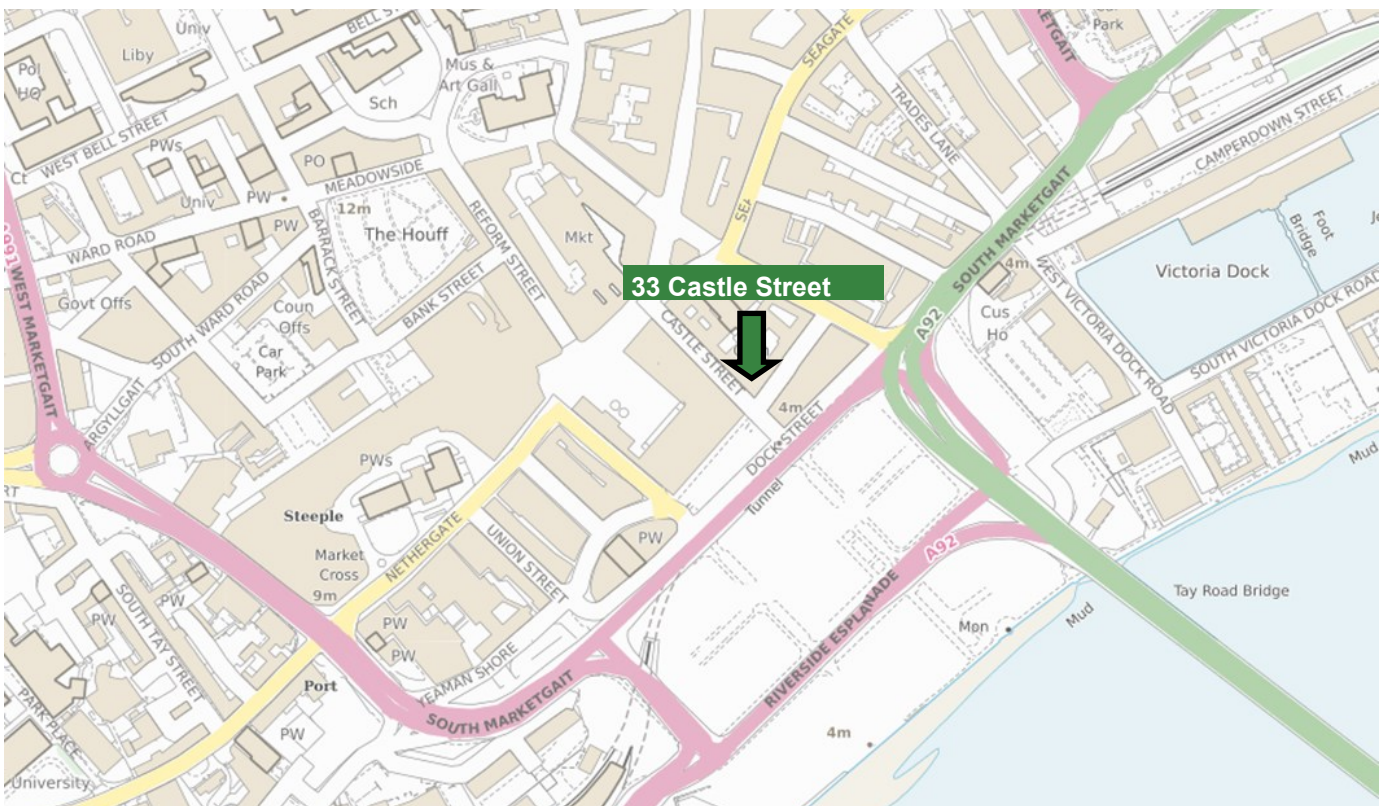 Univ
BELL ST
BELL S
SEAGATE
KETGAIT
Park
Liby
Mus &
Art Gall
Pol
HQ
Sch
TRADES LANE
CAMPERDOWN STREET
WEST BELL STREET
PWs
PO
MEADOWSIDE
Ct
Univ
PW
12m
The Houff
REFORM STREET
Mkt
SEA
SOUTH MARKETGAIT
Foot
Bridge
Je
PW
BARRACK STREET
WARD ROAD
A991
WEST MARKETGAIT
4m
Victoria Dock
33 Castle Street
Govt Offs
SOUTH WARD ROAD
Coun
Offs
BANK STREET
CASTLE STREET
Cus
Ho
WEST VICTORIA DOCK ROAD
SOUTH VICTORIA DOCK ROAD
A92
Car
Park
ARGYLLGAIT
4m
DOCK STREET
PWs
Tunnel
Mud
RT
Steeple
NETHERGATE
UNION STREET
PW
A92
Market
Cross
9m
Tay Road Bridge
SOUTH TAY STREET
PW
PW
PW
PW
Mon
Mud
RIVERSIDE ESPLANADE
YEAMAN SHORE
Port
SOUTH MARKETGAIT
PARK PLACE
PW
4m
University